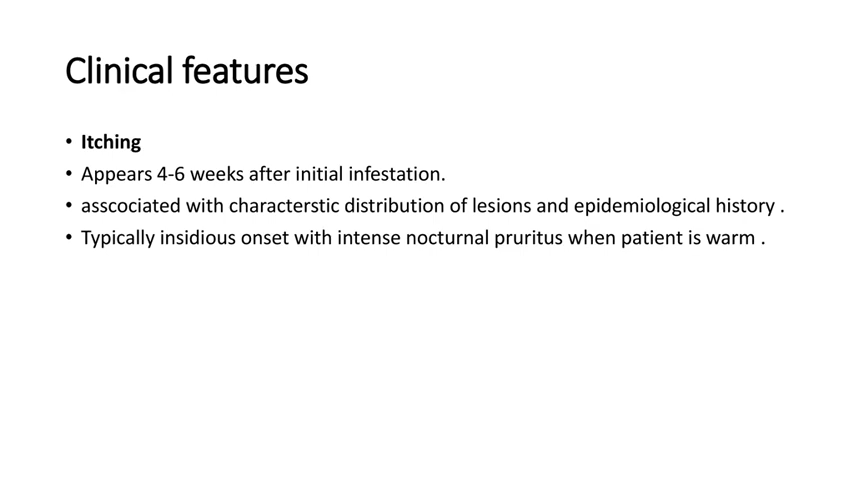 Clinical features
• Itching
• Appears 4-6 weeks after initial infestation.
• asscociated with characterstic distribution of lesions and epidemiological history .
• Typically insidious onset with intense nocturnal pruritus when patient is warm .